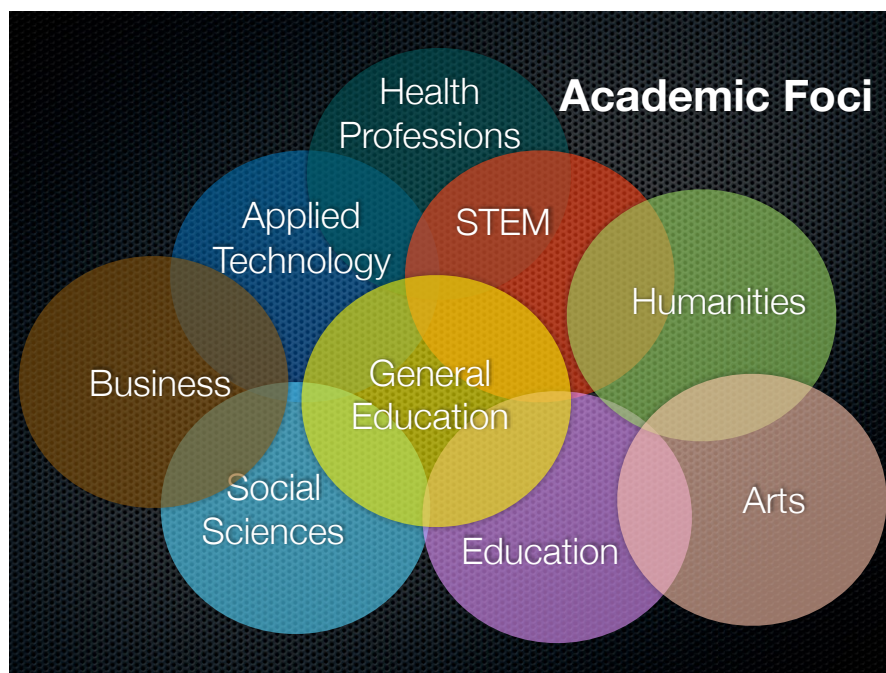 Academic Foci
Health
Professions
Applied
Technology
STEM
Humanities
Business
General
Education
Social
Sciences
Education
Arts